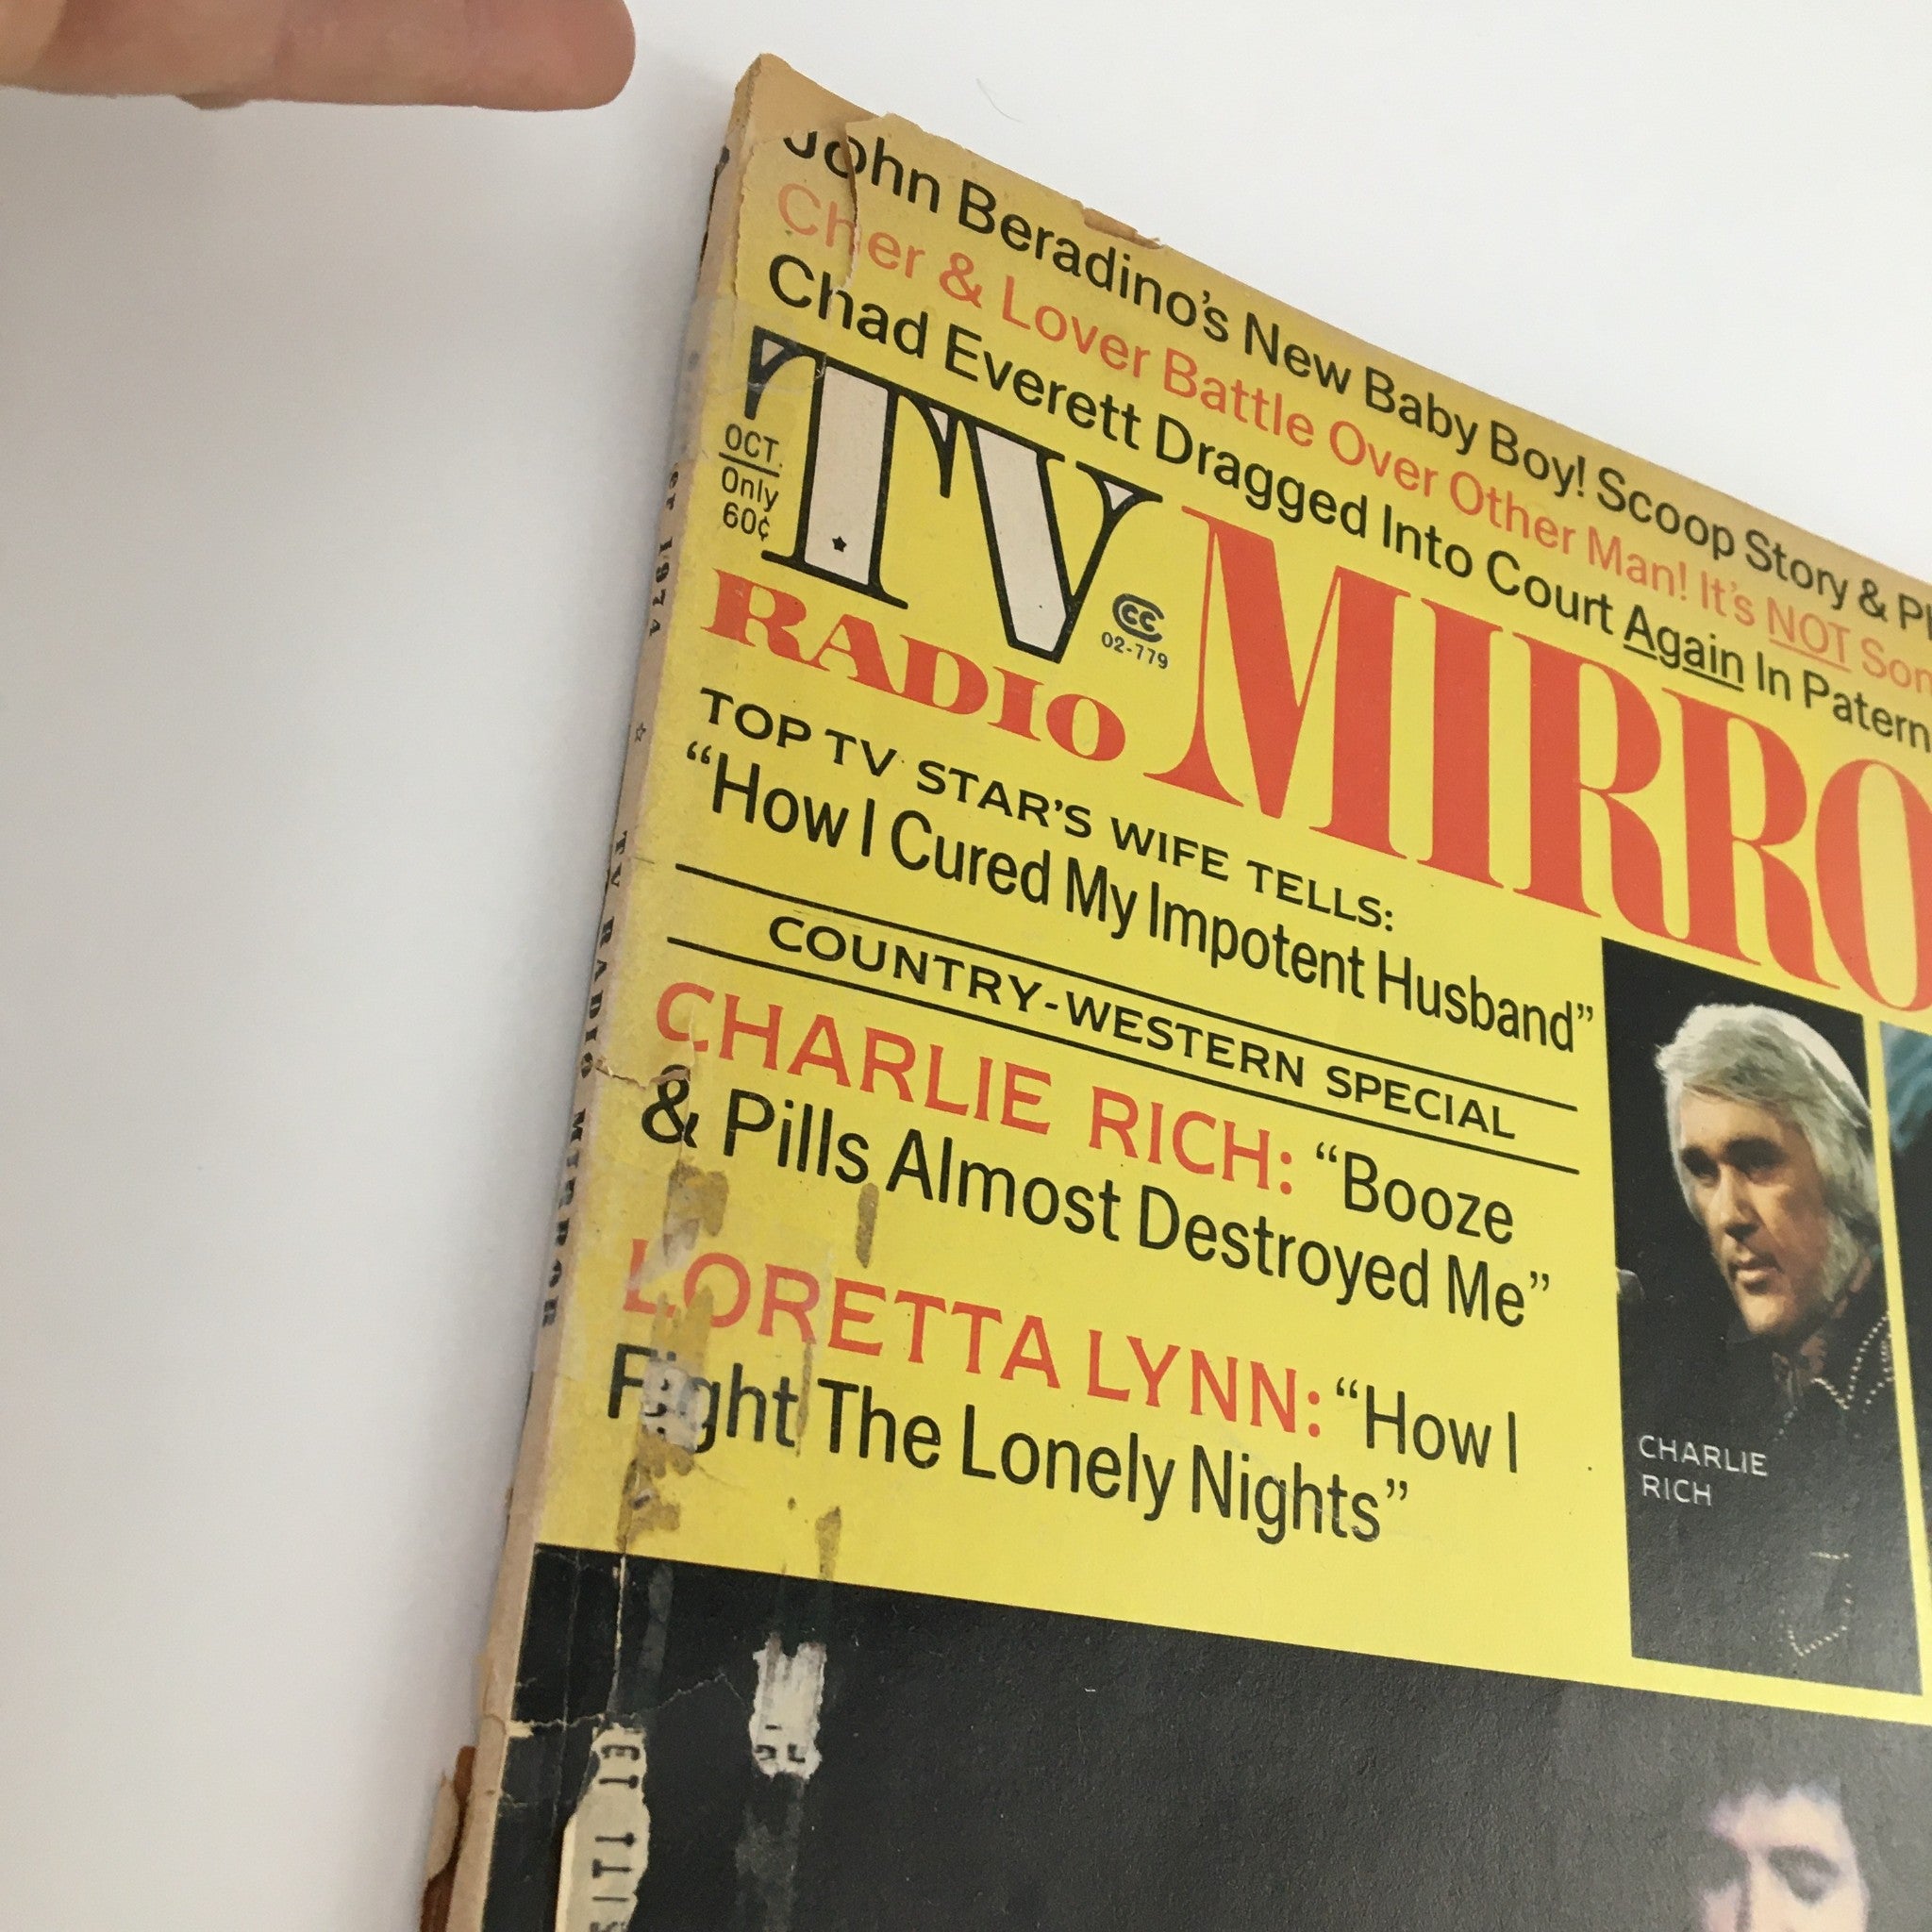 John Beradino's New Baby Boy! Scoop Story &
Cher & Lover Battle Over Other Man! It's NOT
Chad Everett Dragged Into Court Again In
TV
OCT.
Only
60¢
CC
02-779
RADIO
MIRRO
TOP TV STAR'S WIFE TELLS:
"How I Cured My Impotent Husband"
COUNTRY-WESTERN SPECIAL
CHARLIE RICH: "Booze
& Pills Almost Destroyed Me"
LORETTA LYNN: "How I
Fight The Lonely Nights"
CHARLIE
RICH
1974
TV RADIO MIRROR